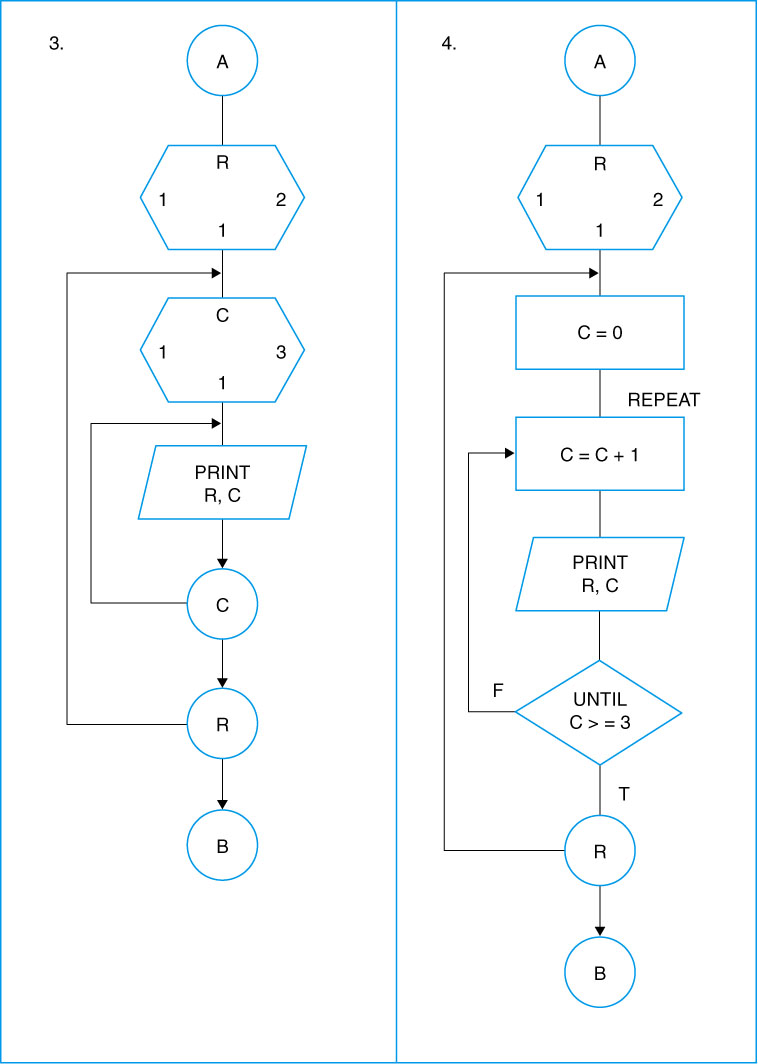 3.
A
R
1 2
1
C
1 3
1
PRINT
R, C
C
R
B
4.
A
R
1 2
1
C = 0
REPEAT
C = C + 1
PRINT
R, C
F
UNTIL
C > = 3
T
R
B